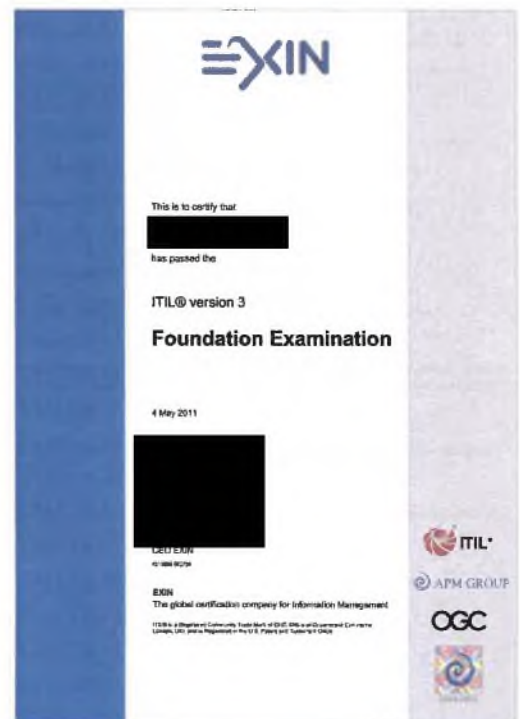 EXIN
This is to certify that
has passed the
ITIL® version 3
Foundation Examination
4 May 2011
CEO EXIN
EXIN
The global certification company for Information Management
ITIL®
APM GROUP
OGC